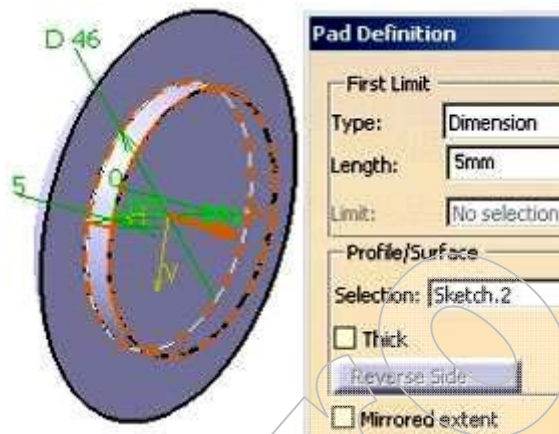 D 46
5
0
V
Pad Definition
First Limit
Type: Dimension
Length: 5mm
Limit: No selection
Profile/Surface
Selection: Sketch.2
Thick
Reverse Side
Mirrored extent